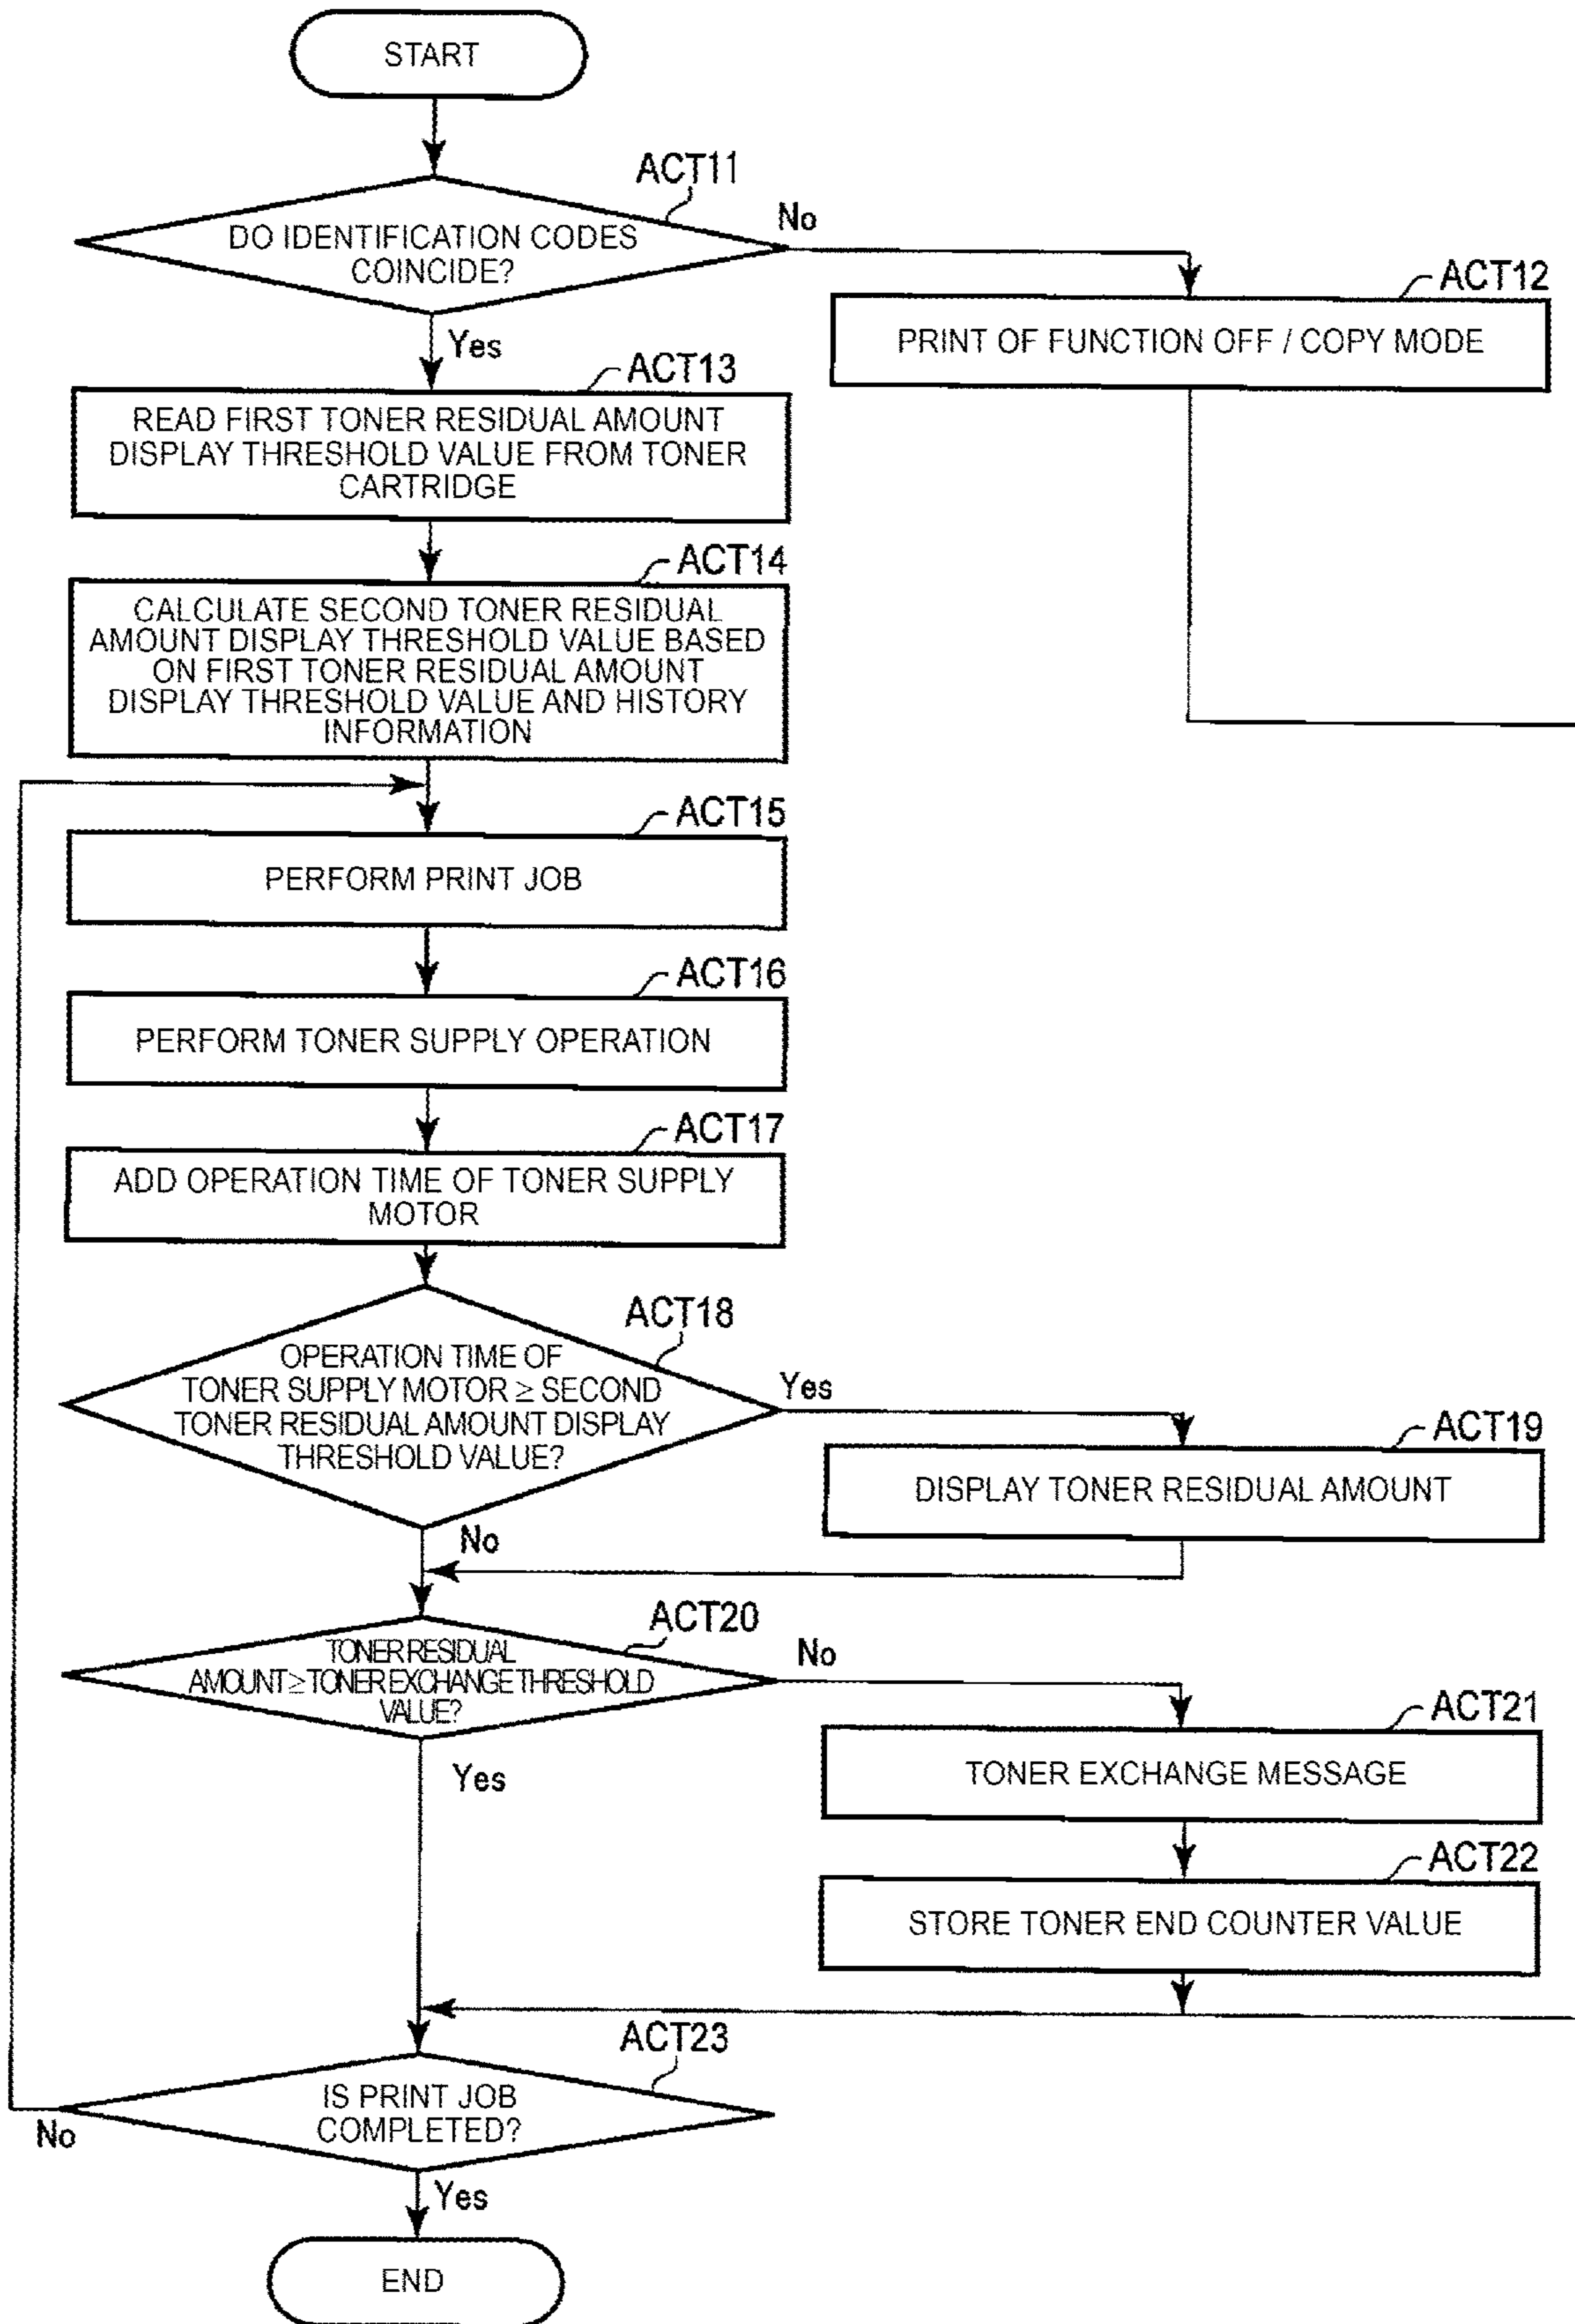 START
ACT11
DO IDENTIFICATION CODES
COINCIDE?
No
Yes
ACT12
PRINT OF FUNCTION OFF / COPY MODE
ACT13
READ FIRST TONER RESIDUAL AMOUNT
DISPLAY THRESHOLD VALUE FROM TONER
CARTRIDGE
ACT14
CALCULATE SECOND TONER RESIDUAL
AMOUNT DISPLAY THRESHOLD VALUE BASED
ON FIRST TONER RESIDUAL AMOUNT
DISPLAY THRESHOLD VALUE AND HISTORY
INFORMATION
ACT15
PERFORM PRINT JOB
ACT16
PERFORM TONER SUPPLY OPERATION
ACT17
ADD OPERATION TIME OF TONER SUPPLY
MOTOR
ACT18
OPERATION TIME OF
TONER SUPPLY MOTOR ≥ SECOND
TONER RESIDUAL AMOUNT DISPLAY
THRESHOLD VALUE?
Yes
No
ACT19
DISPLAY TONER RESIDUAL AMOUNT
ACT20
TONER RESIDUAL
AMOUNT ≥ TONER EXCHANGE THRESHOLD
VALUE?
No
Yes
ACT21
TONER EXCHANGE MESSAGE
ACT22
STORE TONER END COUNTER VALUE
ACT23
IS PRINT JOB
COMPLETED?
No
Yes
END